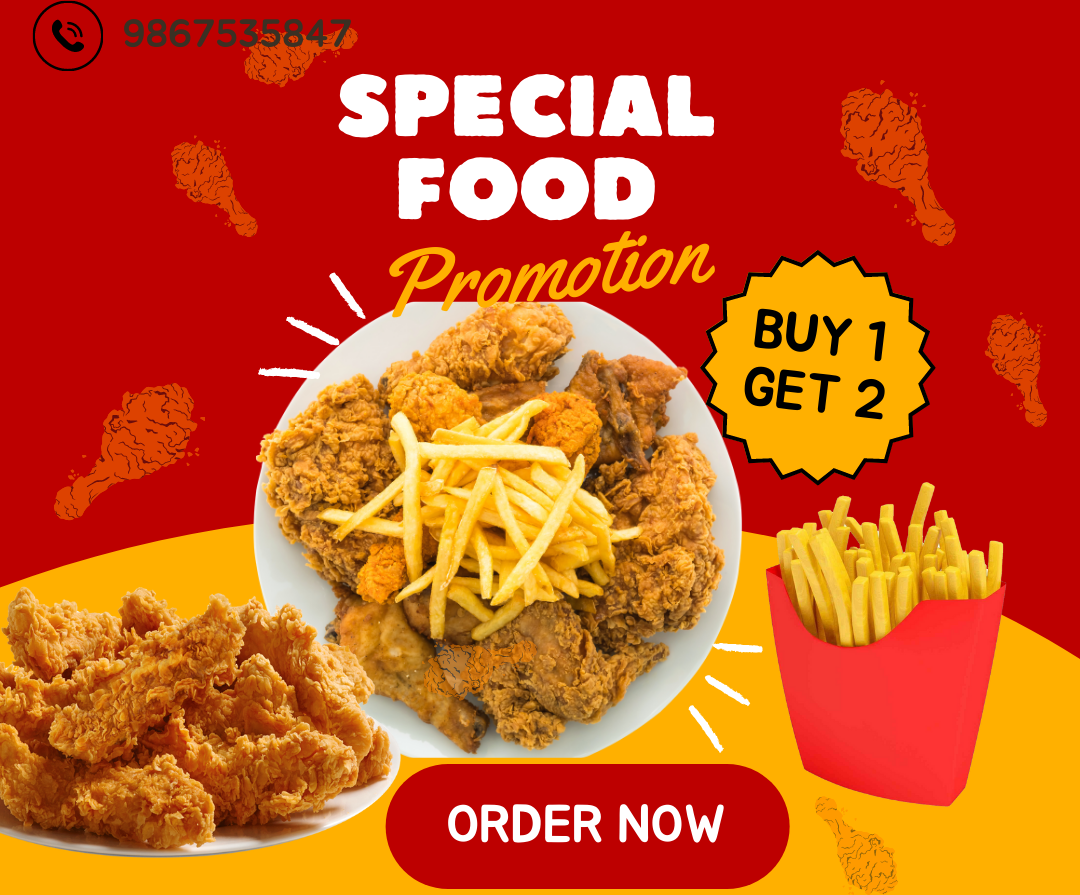 9867535847
SPECIAL
FOOD
Promotion
BUY 1
GET 2
ORDER NOW